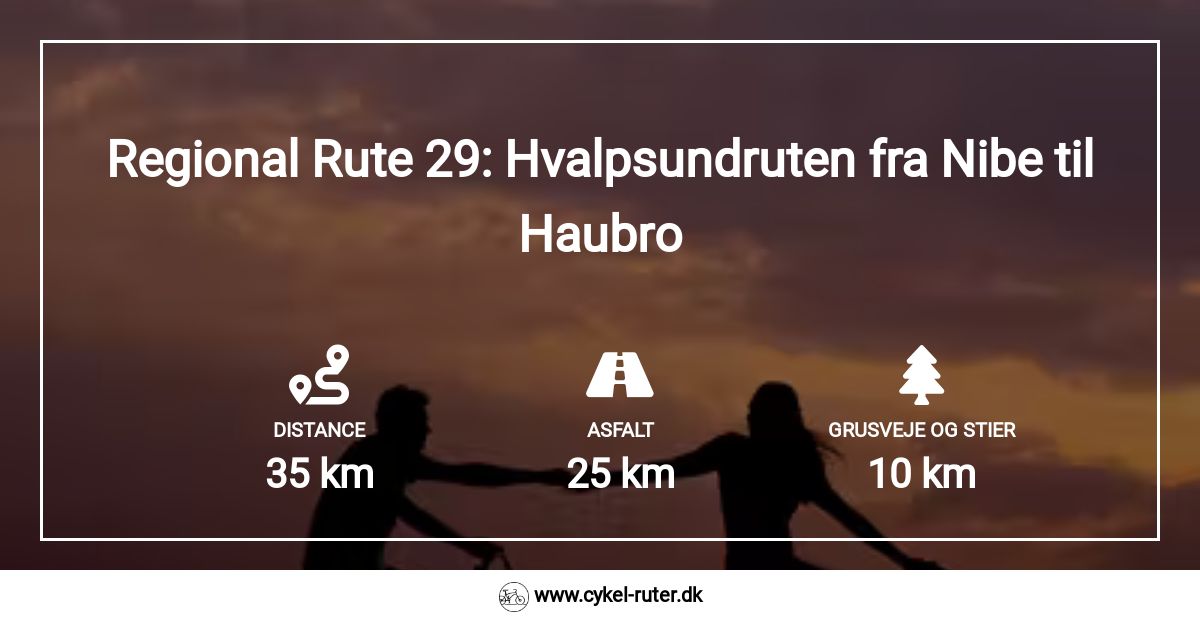 Regional Rute 29: Hvalpsundruten fra Nibe til
Haubro
DISTANCE
35 km
ASFALT
25 km
GRUSVEJE OG STIER
10 km
www.cykel-ruter.dk